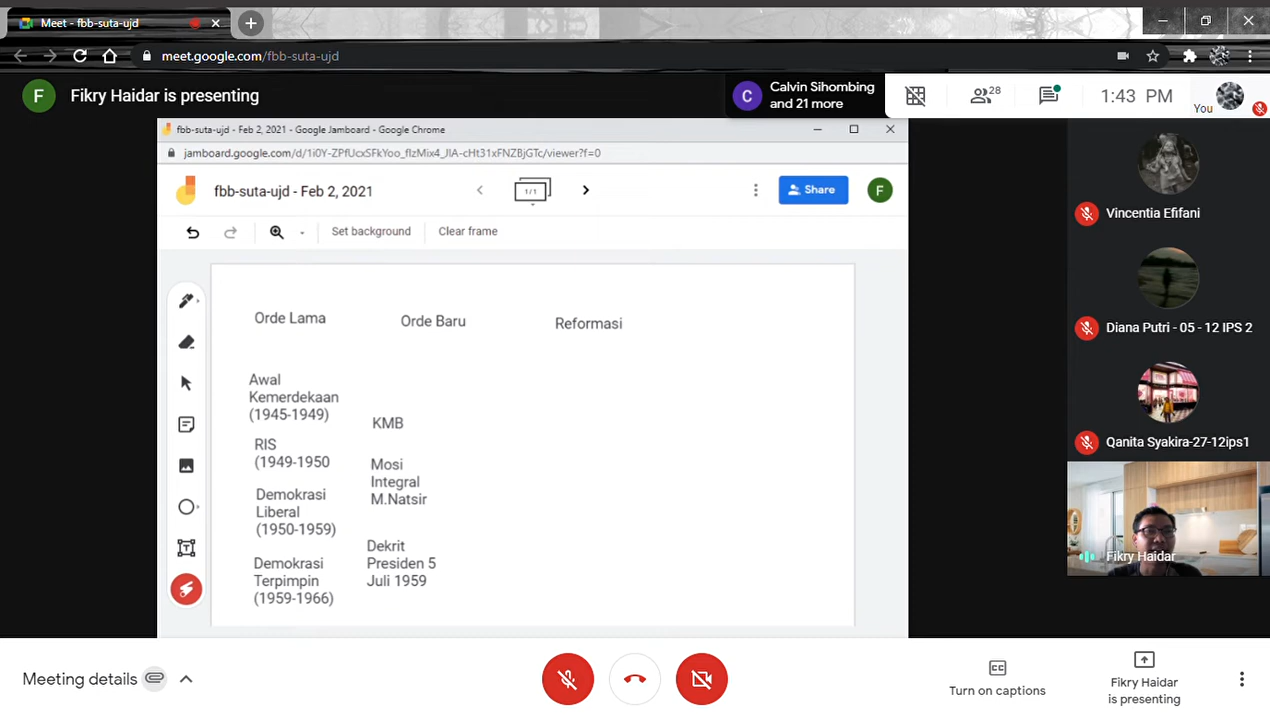 Meet - fbb-suta-ujd
meet.google.com/fbb-suta-ujd
F
Fikry Haidar is presenting
C
Calvin Sihombing
and 21 more
28
1:43 PM
You
fbb-suta-ujd - Feb 2, 2021 - Google Jamboard - Google Chrome
jamboard.google.com/d/1i0Y-ZPfUcxSFkYoo_fIzMix4_JIA-cHt31xFNZBjGTc/viewer?f=0
fbb-suta-ujd - Feb 2, 2021
1/1
Share
F
Set background
Clear frame
Orde Lama
Orde Baru
Reformasi
Awal
Kemerdekaan
(1945-1949)
KMB
RIS
(1949-1950
Mosi
Integral
M.Natsir
Demokrasi
Liberal
(1950-1959)
Dekrit
Presiden 5
Juli 1959
Demokrasi
Terpimpin
(1959-1966)
Vincentia Efifani
Diana Putri - 05 - 12 IPS 2
Qanita Syakira-27-12ips1
Fikry Haidar
Meeting details
Turn on captions
Fikry Haidar
is presenting